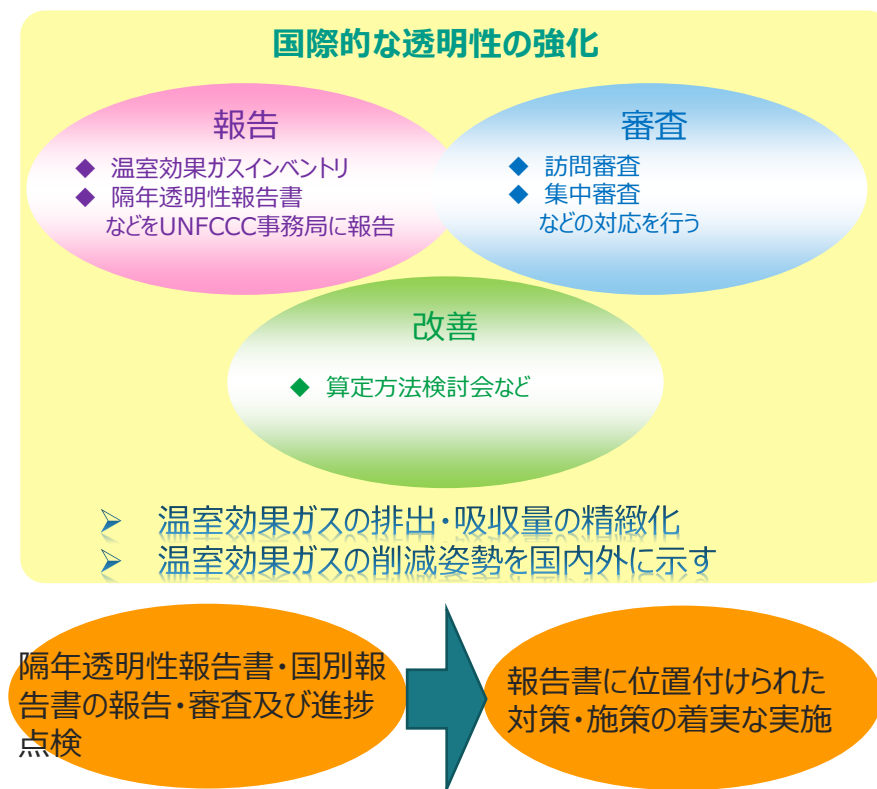 国際的な透明性の強化
報告
◆ 温室効果ガスインベントリ
◆ 隔年透明性報告書
などをUNFCCC事務局に報告
審査
◆ 訪問審査
◆ 集中審査
などの対応を行う
改善
◆ 算定方法検討会など
➢ 温室効果ガスの排出・吸収量の精緻化
➢ 温室効果ガスの削減姿勢を国内外に示す
隔年透明性報告書・国別報
告書の報告・審査及び進捗
点検
報告書に位置付けられた
対策・施策の着実な実施